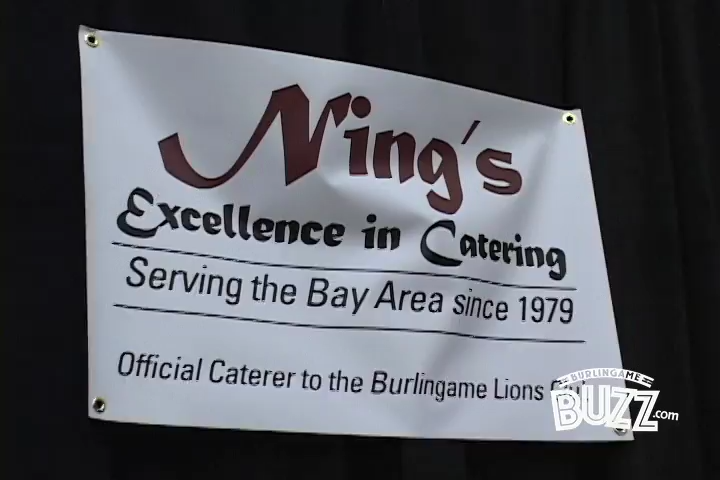 Ning's
Excellence in Catering
Serving the Bay Area since 1979
Official Caterer to the Burlingame Lions
BURLINGAME
BUZZ.com